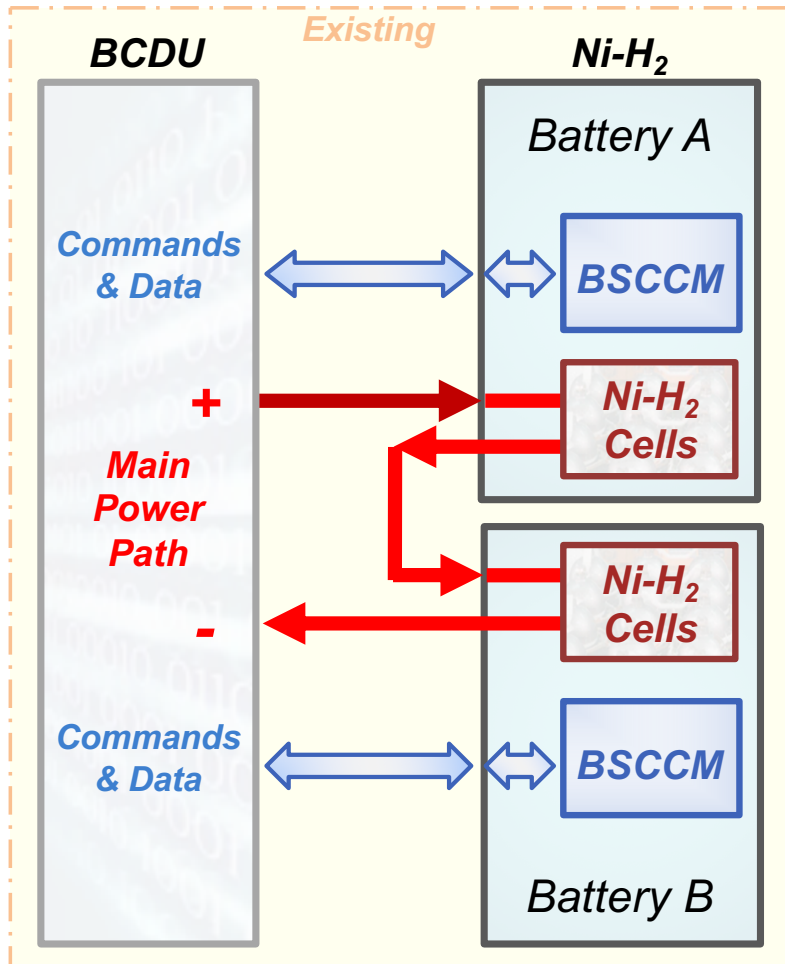 Existing
BCDU
Ni-H₂
Battery A
Commands
& Data
BSCCM
+
Ni-H₂
Cells
Main
Power
Path
Ni-H₂
Cells
-
Commands
& Data
BSCCM
Battery B